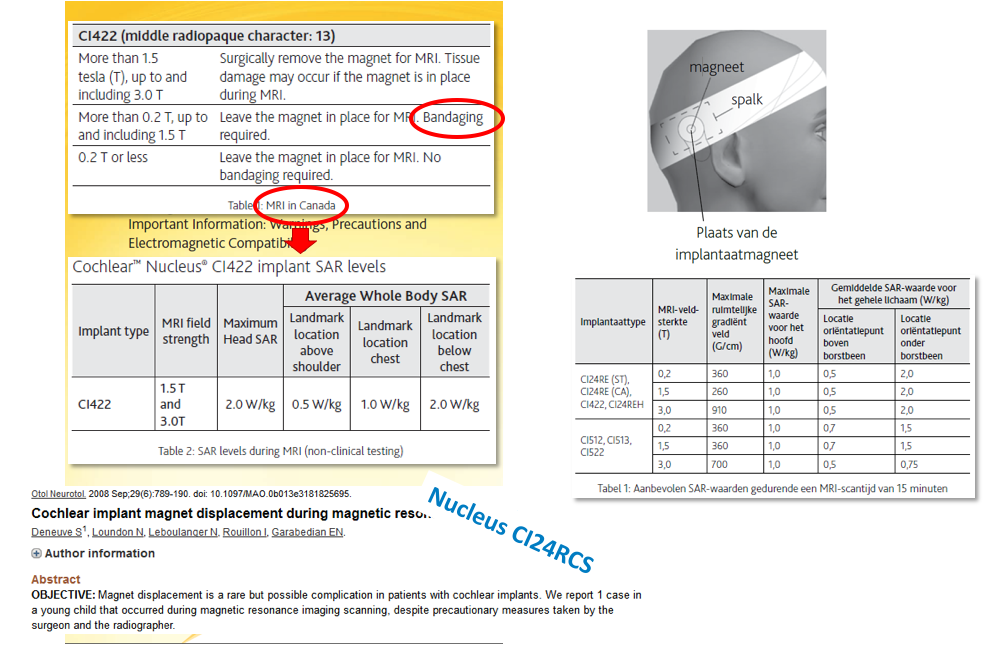 CI422 (middle radiopaque character: 13)
More than 1.5
tesla (T), up to and
including 3.0 T
Surgically remove the magnet for MRI. Tissue
damage may occur if the magnet is in place
during MRI.
More than 0.2 T, up to
and including 1.5 T
Leave the magnet in place for MRI. Bandaging
required.
0.2 T or less
Leave the magnet in place for MRI. No
bandaging required.
Table 1: MRI in Canada
Important Information: Warnings, Precautions and
Electromagnetic
Cochlear™ Nucleus® CI422 implant SAR levels
Implant type
MRI field
strength
Maximum
Head SAR
Average Whole Body SAR
Landmark
location
above
shoulder
Landmark
location
chest
Landmark
location
below
chest
CI422
1.5 T
and
3.0T
2.0 W/kg
0.5 W/kg
1.0 W/kg
2.0 W/kg
Table 2: SAR levels during MRI (non-clinical testing)
Otol Neurotol. 2008 Sep;29(6):789-190. doi: 10.1097/MAO.0b013e3181825695.
Cochlear implant magnet displacement during magnetic
Deneuve S1, Loundon N, Leboulanger N, Rouillon I, Garabedian EN.
Author information
Abstract
OBJECTIVE: Magnet displacement is a rare but possible complication in patients with cochlear implants. We report 1 case in
a young child that occurred during magnetic resonance imaging scanning, despite precautionary measures taken by the
surgeon and the radiographer.
Nucleus CI24RCS
magneet
spalk
Plaats van de
implantaatmagneet
Implantaattype
MRI-veld-
sterkte
(T)
Maximale
ruimtelijke
gradiënt
veld
(G/cm)
Maximale
SAR-
waarde
voor het
hoofd
(W/kg)
Gemiddelde SAR-waarde voor
het gehele lichaam (W/kg)
Locatie
oriëntatiepunt
boven
borstbeen
Locatie
oriëntatiepunt
onder
borstbeen
CI24RE (ST),
CI24RE (CA),
CI422, CI24REH
0,2 360 1,0 0,5 2,0
1,5 260 1,0 0,5 2,0
3,0 910 1,0 0,5 2,0
CI512, CI513,
CI522
0,2 360 1,0 0,7 1,5
1,5 360 1,0 0,7 1,5
3,0 700 1,0 0,5 0,75
Tabel 1: Aanbevolen SAR-waarden gedurende een MRI-scantijd van 15 minuten